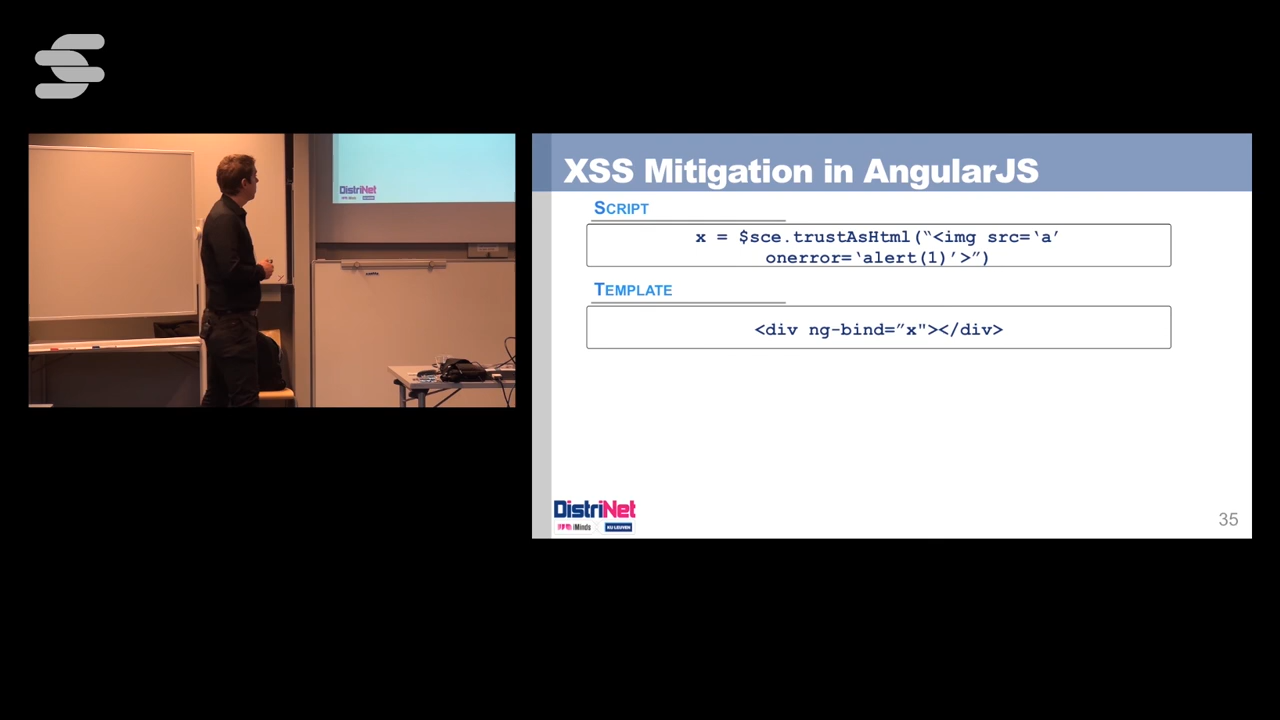 DistriNet
XSS Mitigation in AngularJS
SCRIPT
x = $sce.trustAsHtml(“<img src=‘a’
onerror=‘alert(1)’>”)
TEMPLATE
<div ng-bind=”x"></div>
DistriNet
iMinds
KU LEUVEN
35